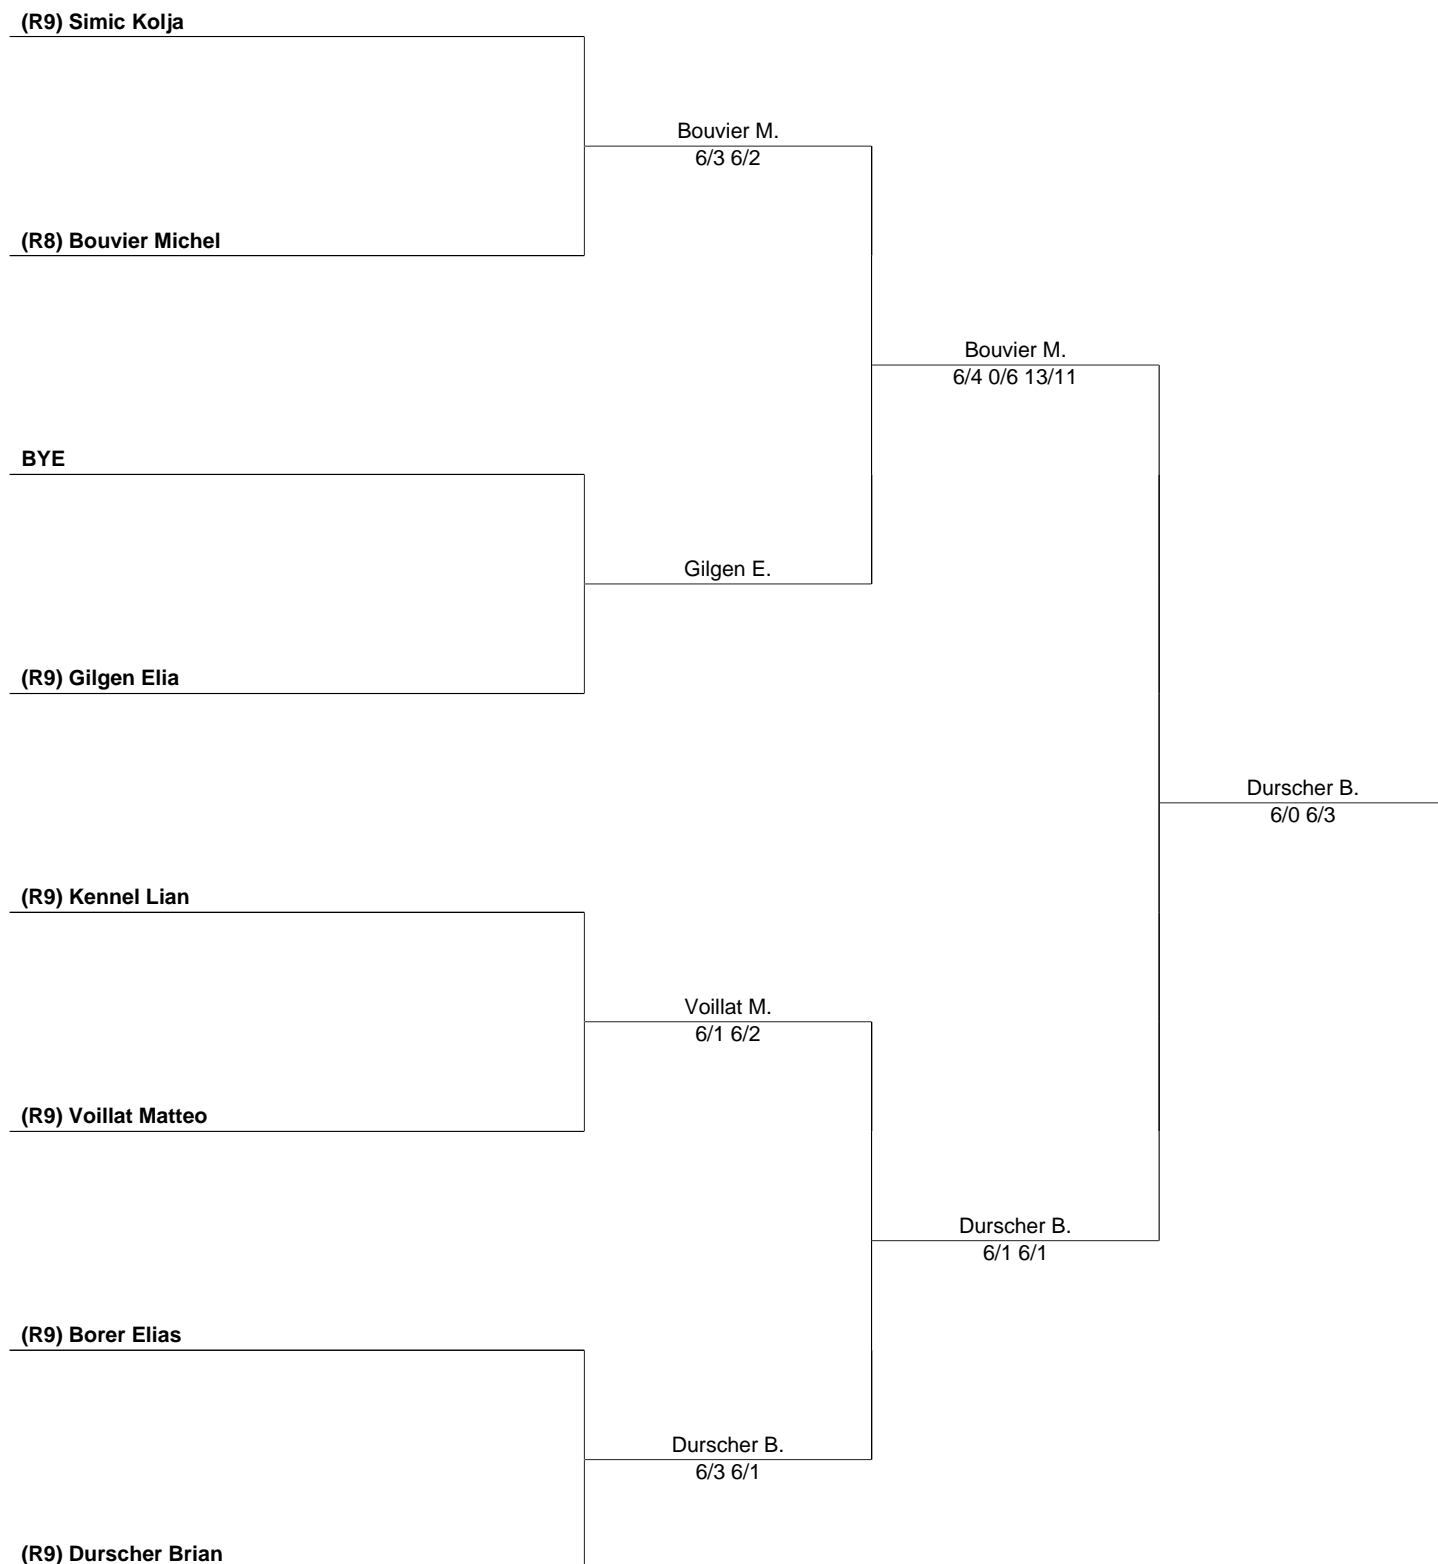 (R9) Simic Kolja
Bouvier M.
6/3 6/2
(R8) Bouvier Michel
Bouvier M.
6/4 0/6 13/11
BYE
Gilgen E.
(R9) Gilgen Elia
Durscher B.
6/0 6/3
(R9) Kennel Lian
Voillat M.
6/1 6/2
(R9) Voillat Matteo
Durscher B.
6/1 6/1
(R9) Borer Elias
Durscher B.
6/3 6/1
(R9) Durscher Brian